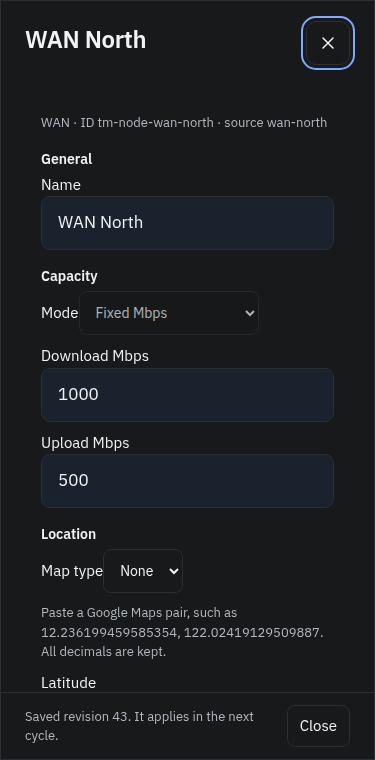 WAN North
WAN · ID tm-node-wan-north · source wan-north
General
Name
WAN North
Capacity
Mode Fixed Mbps
Download Mbps
1000
Upload Mbps
500
Location
Map type None
Paste a Google Maps pair, such as
12.236199459585354, 122.02419129509887.
All decimals are kept.
Latitude
Saved revision 43. It applies in the next
cycle.
Close